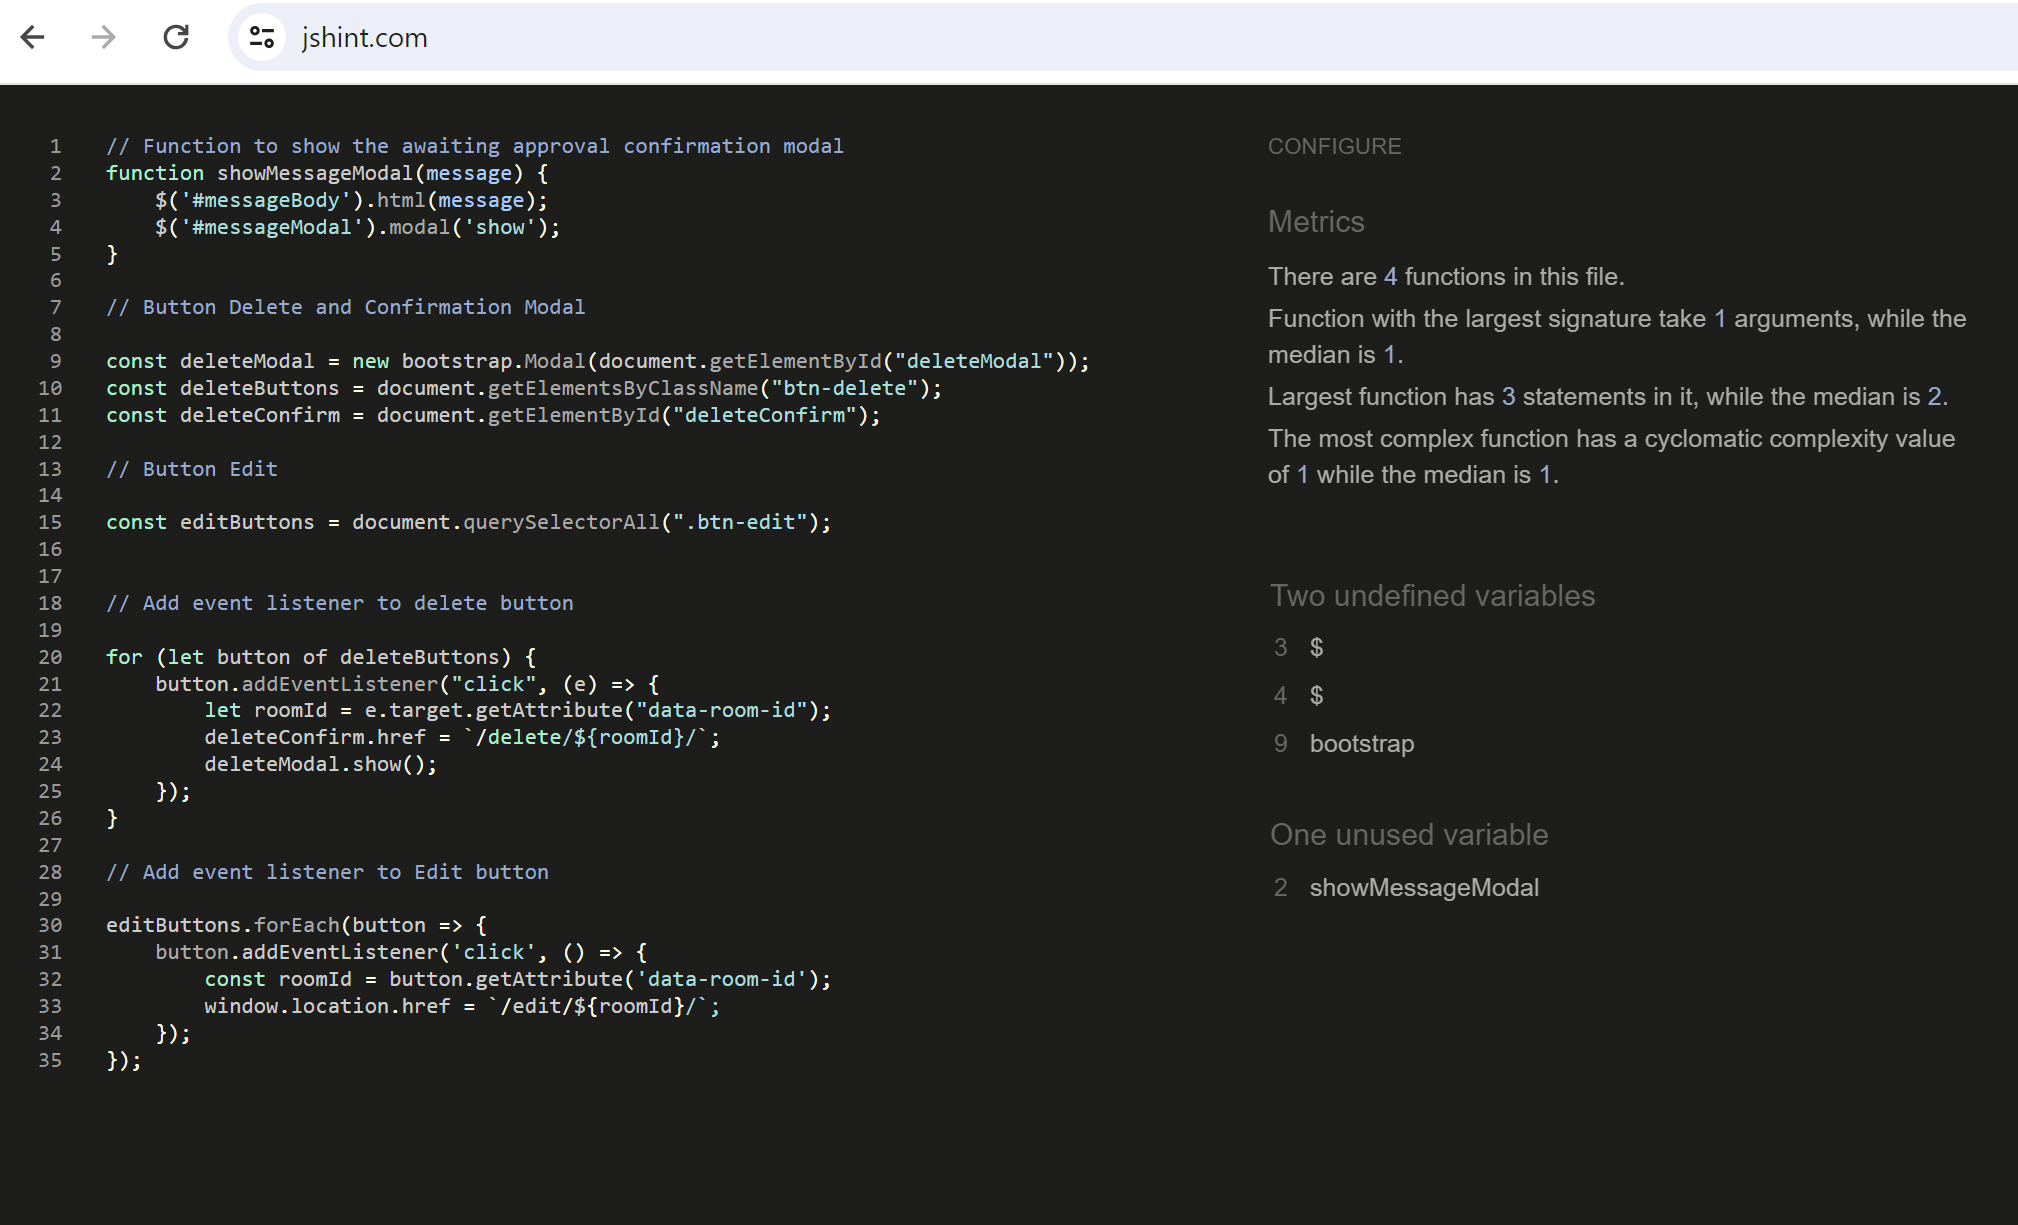 jshint.com
1 // Function to show the awaiting approval confirmation modal
2 function showMessageModal(message) {
3     $('#messageBody').html(message);
4     $('#messageModal').modal('show');
5 }
6
7 // Button Delete and Confirmation Modal
8
9 const deleteModal = new bootstrap.Modal(document.getElementById("deleteModal"));
10 const deleteButtons = document.getElementsByClassName("btn-delete");
11 const deleteConfirm = document.getElementById("deleteConfirm");
12
13 // Button Edit
14
15 const editButtons = document.querySelectorAll(".btn-edit");
16
17
18 // Add event listener to delete button
19
20 for (let button of deleteButtons) {
21     button.addEventListener("click", (e) => {
22         let roomId = e.target.getAttribute("data-room-id");
23         deleteConfirm.href = `/delete/${roomId}/`;
24         deleteModal.show();
25     });
26 }
27
28 // Add event listener to Edit button
29
30 editButtons.forEach(button => {
31     button.addEventListener('click', () => {
32         const roomId = button.getAttribute('data-room-id');
33         window.location.href = `/edit/${roomId}/`;
34     });
35 });
CONFIGURE
Metrics
There are 4 functions in this file.
Function with the largest signature take 1 arguments, while the
median is 1.
Largest function has 3 statements in it, while the median is 2.
The most complex function has a cyclomatic complexity value
of 1 while the median is 1.
Two undefined variables
3 $
4 $
9 bootstrap
One unused variable
2 showMessageModal